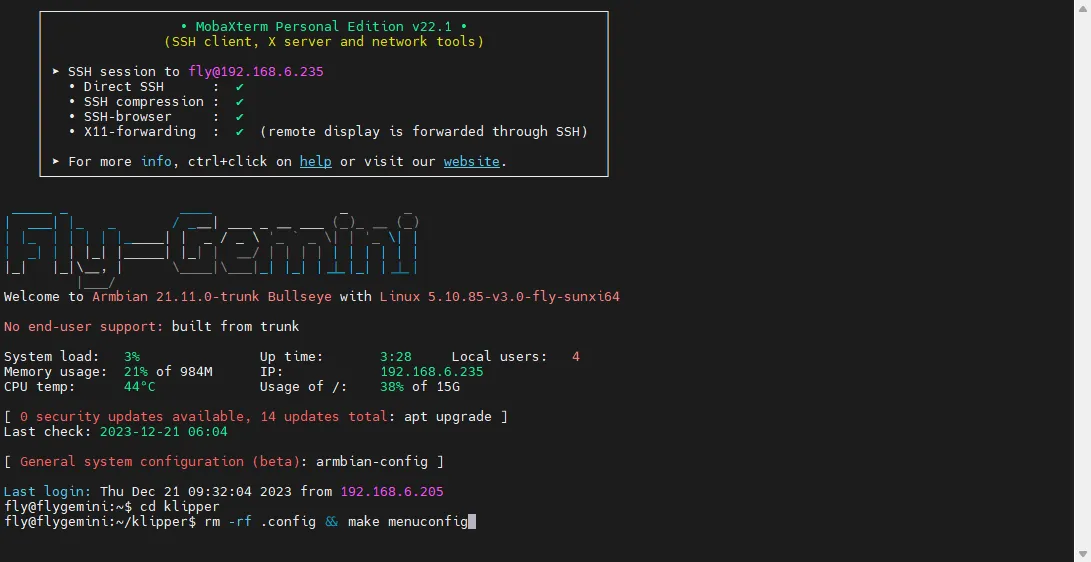 • MobaXterm Personal Edition v22.1 •
(SSH client, X server and network tools)
➤ SSH session to fly@192.168.6.235
• Direct SSH : ✔
• SSH compression : ✔
• SSH-browser : ✔
• X11-forwarding : ✔ (remote display is forwarded through SSH)
➤ For more info, ctrl+click on help or visit our website.
Fly-Gemini
Welcome to Armbian 21.11.0-trunk Bullseye with Linux 5.10.85-v3.0-fly-sunxi64
No end-user support: built from trunk
System load: 3% Up time: 3:28 Local users: 4
Memory usage: 21% of 984M IP: 192.168.6.235
CPU temp: 44°C Usage of /: 38% of 15G
[ 0 security updates available, 14 updates total: apt upgrade ]
Last check: 2023-12-21 06:04
[ General system configuration (beta): armbian-config ]
Last login: Thu Dec 21 09:32:04 2023 from 192.168.6.205
fly@flygemini:~$ cd klipper
fly@flygemini:~/klipper$ rm -rf .config && make menuconfig